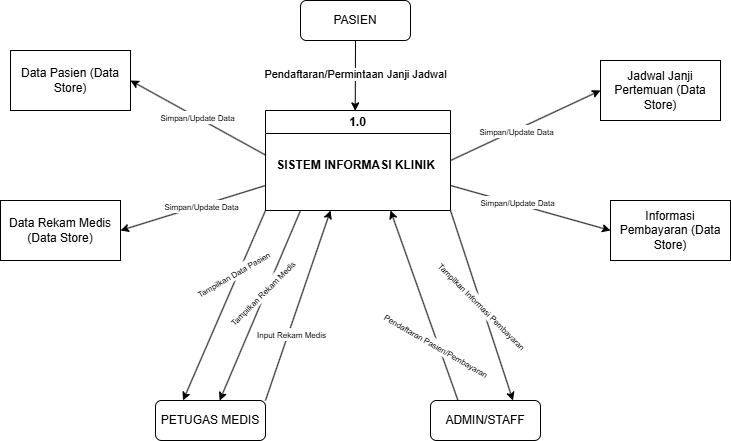 PASIEN
Pendaftaran/Permintaan Janji Jadwal
Data Pasien (Data
Store)
Jadwal Janji
Pertemuan (Data
Store)
Simpan/Update Data
Simpan/Update Data
1.0
SISTEM INFORMASI KLINIK
Data Rekam Medis
(Data Store)
Simpan/Update Data
Simpan/Update Data
Informasi
Pembayaran (Data
Store)
Tampilkan Data Pasien
Tampilkan Rekam Medis
Input Rekam Medis
Pendaftaran Pasien/Pembayaran
Tampilkan Informasi Pembayaran
PETUGAS MEDIS
ADMIN/STAFF